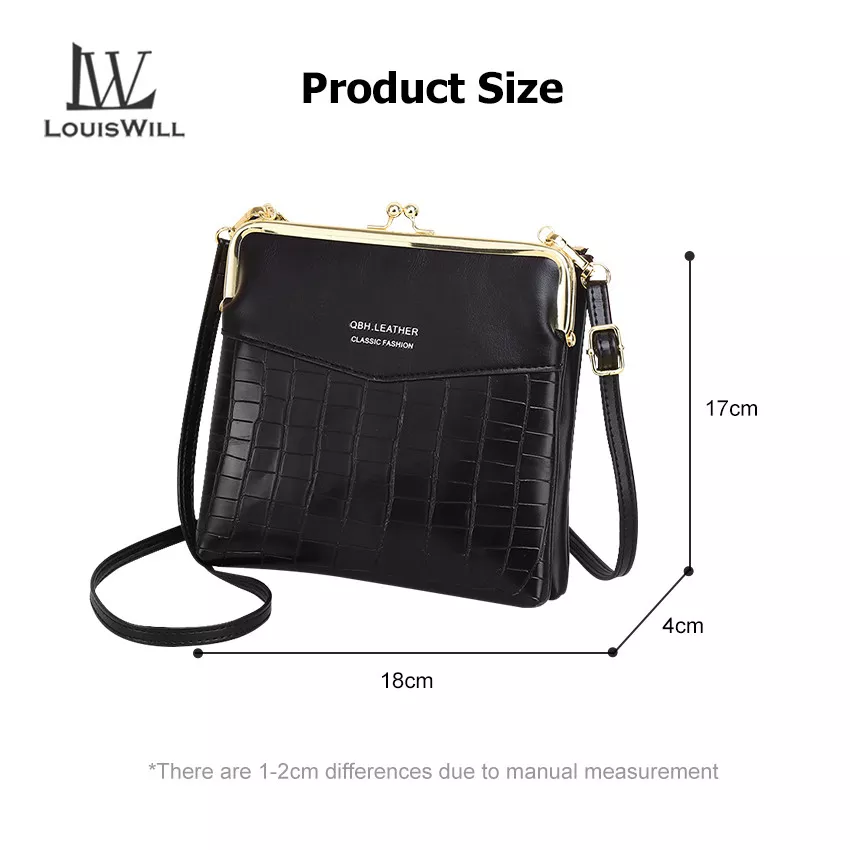 LW
LOUISWILL
Product Size
QBH.LEATHER
CLASSIC FASHION
17cm
4cm
18cm
*There are 1-2cm differences due to manual measurement